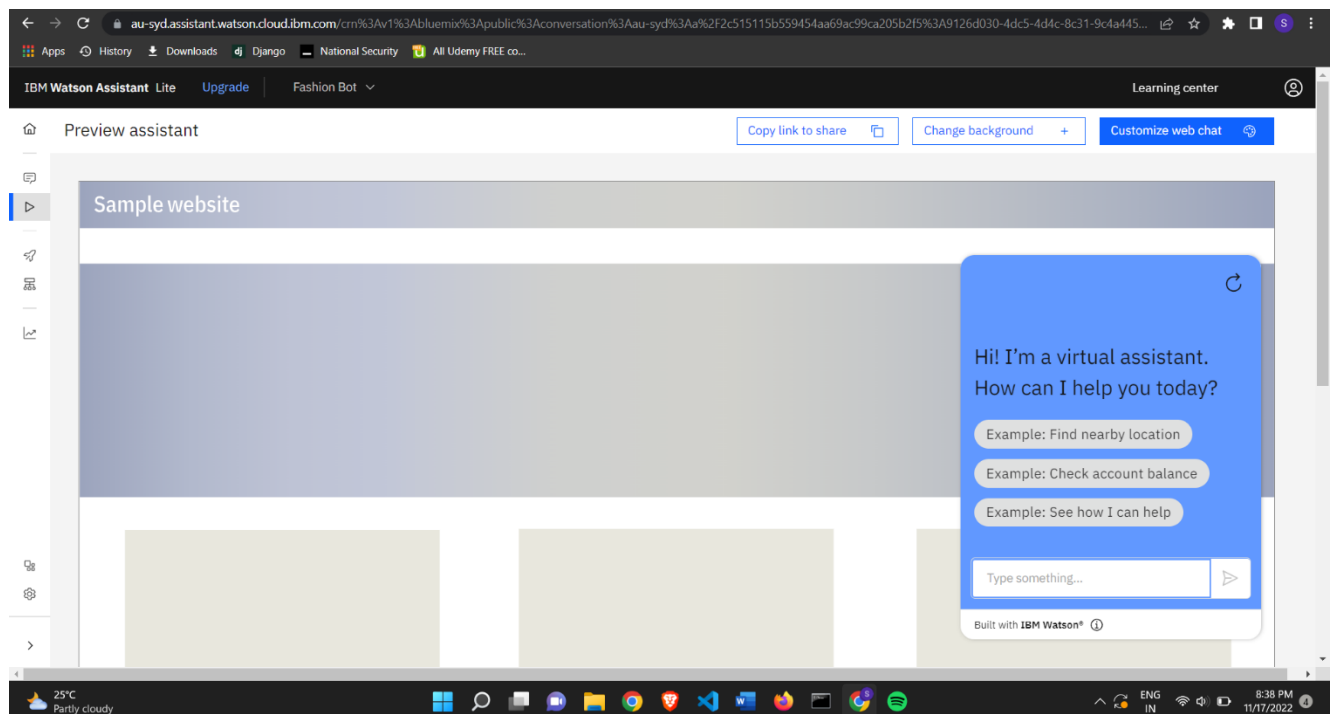 au-syd.assistant.watson.cloud.ibm.com/crn%3Av1%3Abluemix%3Apublic%3Aconversation%3Aau-syd%3Aa%2F2c515115b559454aa69ac99ca205b2f5%3A9126d030-4dc5-4d4c-8c31-9c4a445...
S
Apps History Downloads dj Django National Security All Udemy FREE co...
IBM Watson Assistant Lite Upgrade Fashion Bot Learning center
Preview assistant Copy link to share Change background + Customize web chat
Sample website
Hi! I'm a virtual assistant.
How can I help you today?
Example: Find nearby location
Example: Check account balance
Example: See how I can help
Type something...
Built with IBM Watson®
25°C
Partly cloudy
ENG
IN
8:38 PM
11/17/2022
4